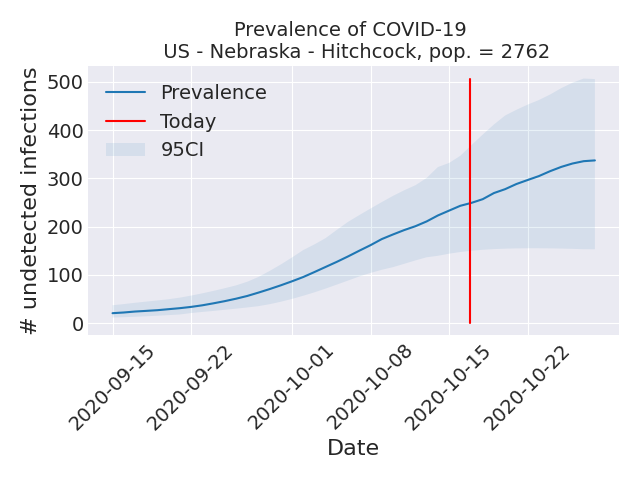 Prevalence of COVID-19
US - Nebraska - Hitchcock, pop. = 2762
# undetected infections
500
400
300
200
100
0
Prevalence
Today
95CI
2020-09-15
2020-09-22
2020-10-01
2020-10-08
2020-10-15
2020-10-22
Date